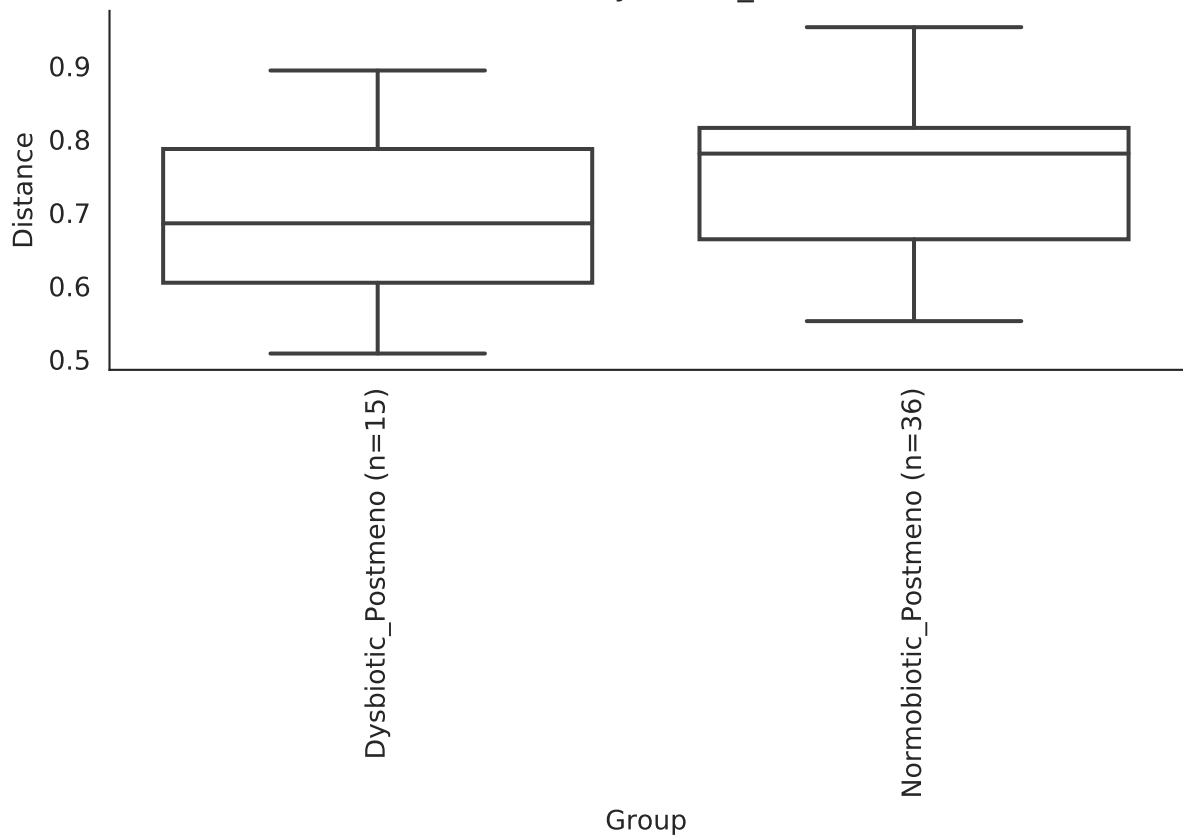 Distance
0.9
0.8
0.7
0.6
0.5
Dysbiotic_Postmeno (n=15)
Normobiotic_Postmeno (n=36)
Group